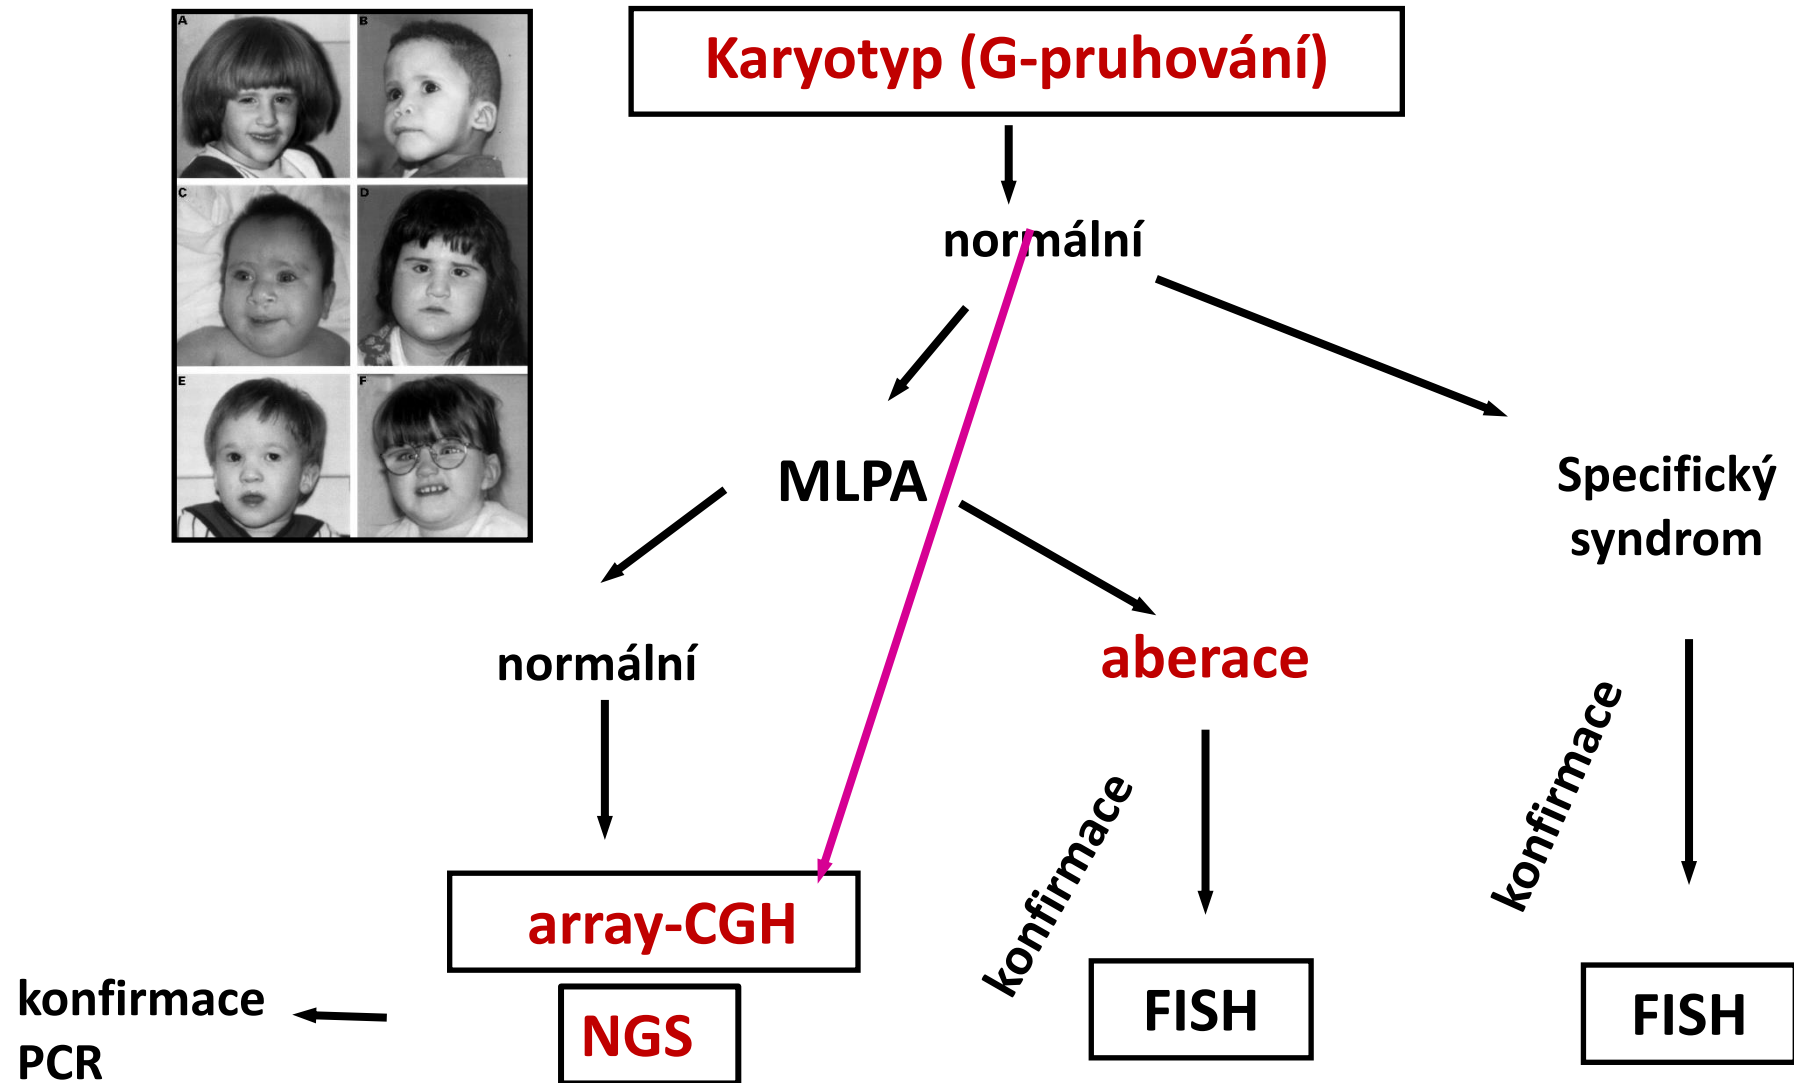 A
B
C
D
E
F
Karyotyp (G-pruhování)
normální
MLPA
Specifický
syndrom
normální
aberace
konfirmace
konfirmace
array-CGH
NGS
konfirmace
PCR
FISH
FISH